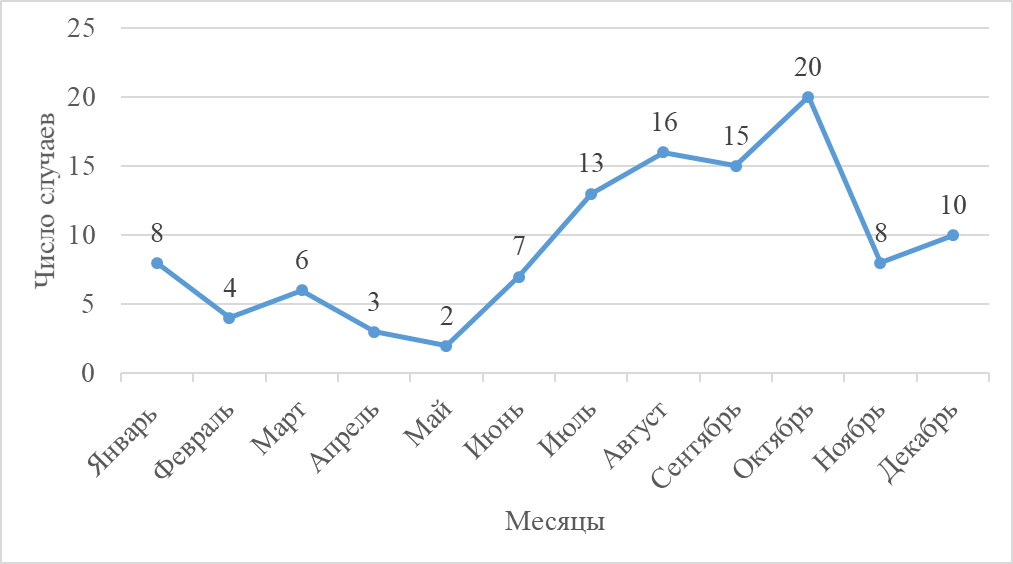 25
20
15
10
5
0
Число случаев
8
4
6
3
2
7
13
16
15
20
8
10
Январь
Февраль
Март
Апрель
Май
Июнь
Июль
Август
Сентябрь
Октябрь
Ноябрь
Декабрь
Месяцы